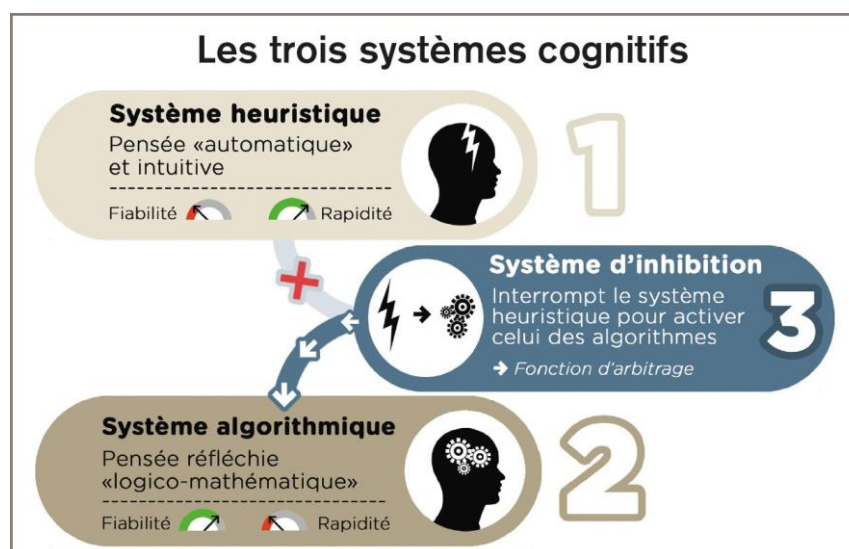 Les trois systèmes cognitifs
Système heuristique
Pensée «automatique»
et intuitive
Fiabilité Rapidité
1
Système d'inhibition
Interrompt le système
heuristique pour activer
celui des algorithmes
➔ Fonction d'arbitrage
3
Système algorithmique
Pensée réfléchie
«logico-mathématique»
Fiabilité Rapidité
2